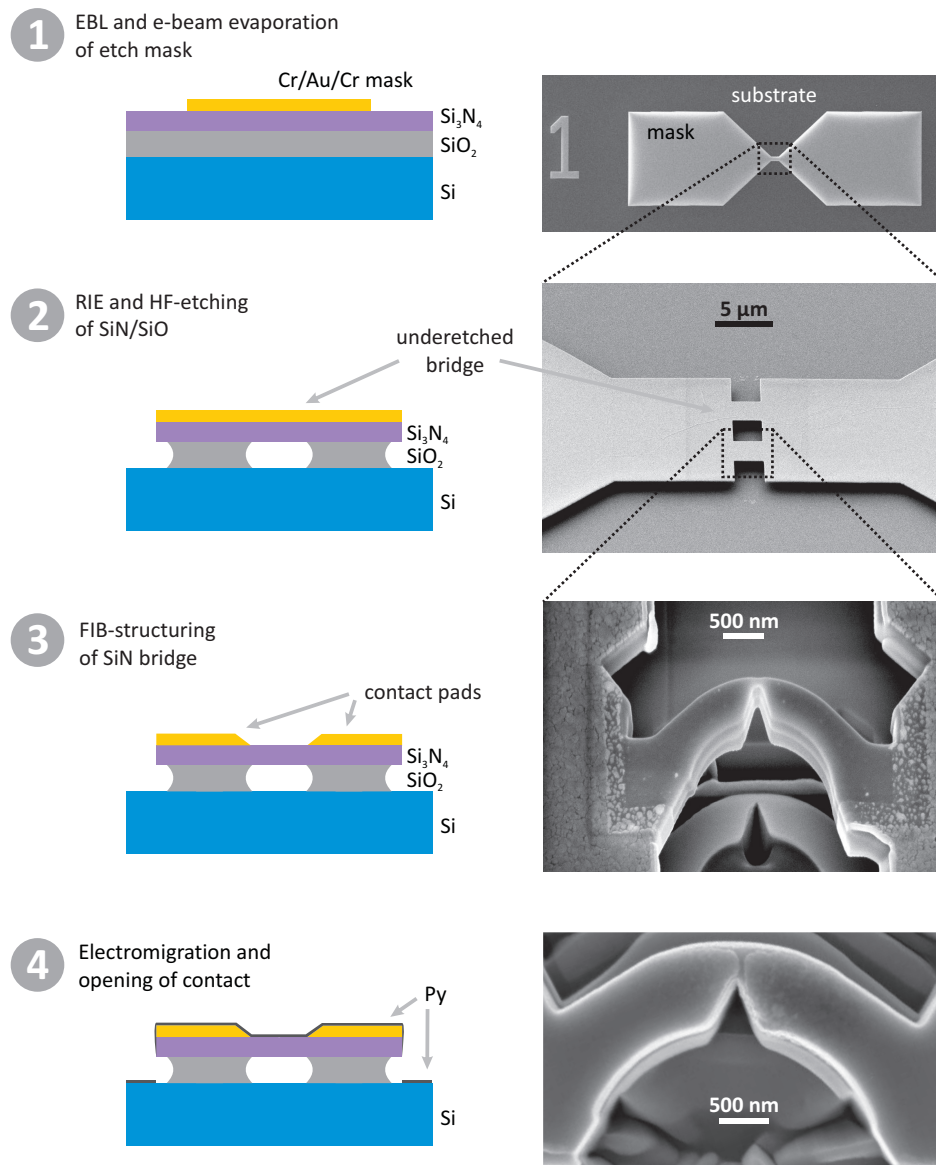 1
EBL and e-beam evaporation
of etch mask
Cr/Au/Cr mask
Si₃N₄
SiO₂
Si
substrate
mask
1
2
RIE and HF-etching
of SiN/SiO
underetched
bridge
Si₃N₄
SiO₂
Si
5 µm
3
FIB-structuring
of SiN bridge
contact pads
Si₃N₄
SiO₂
Si
500 nm
4
Electromigration and
opening of contact
Py
Si
500 nm